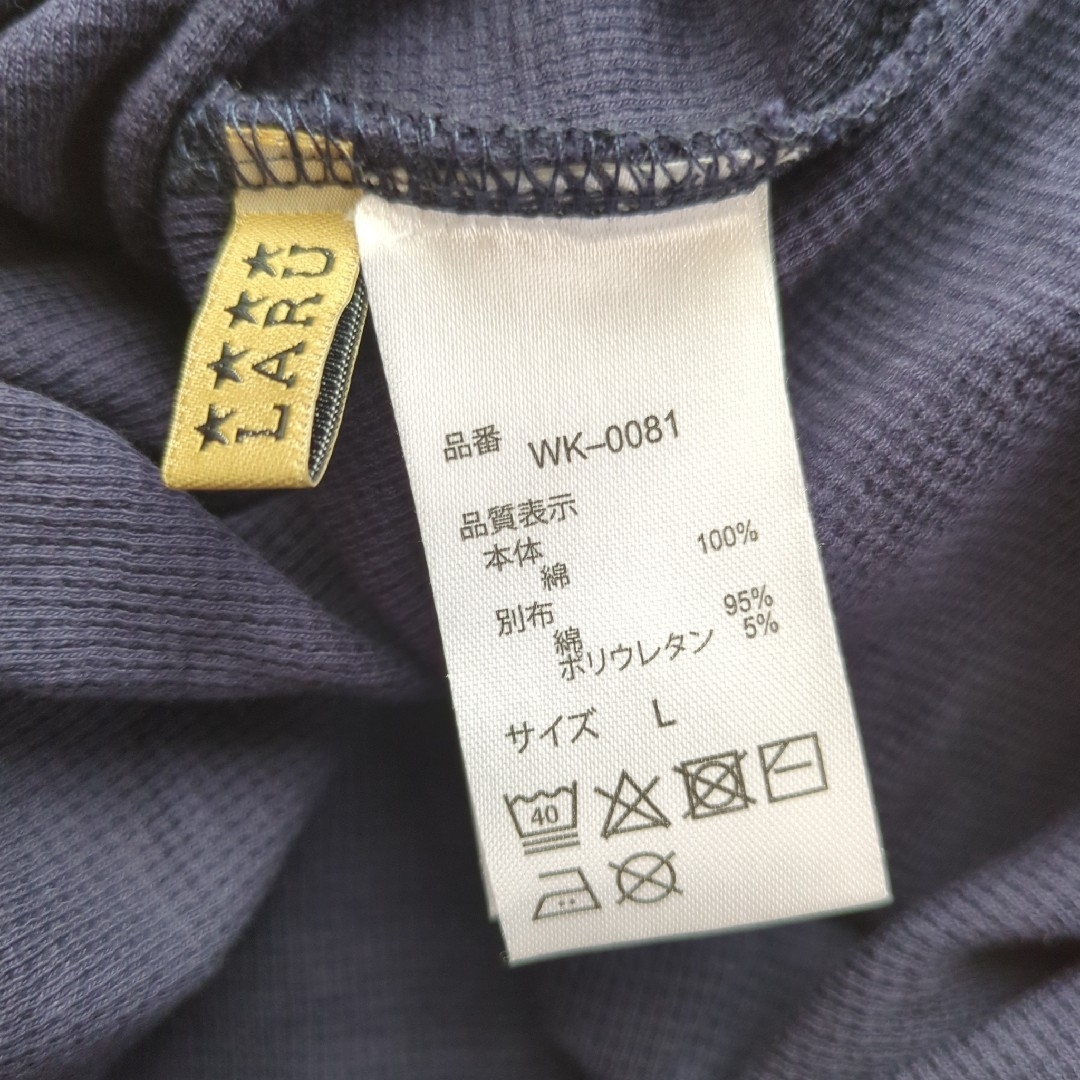 ★★★★
LARU
品番 WK–0081
品質表示
本体
綿 100%
別布
綿 95%
ポリウレタン 5%
サイズ L
40